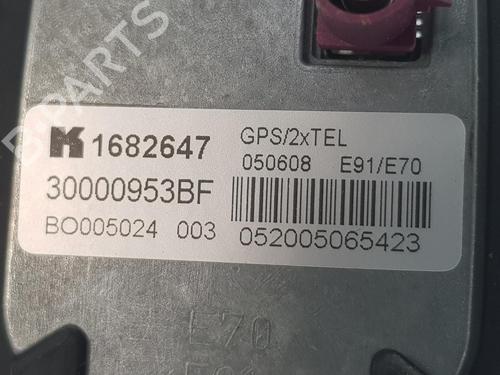 B-PARTS
K 1682647
GPS/2xTEL
050608 E91/E70
30000953BF
BO005024 003
052005065423
E70